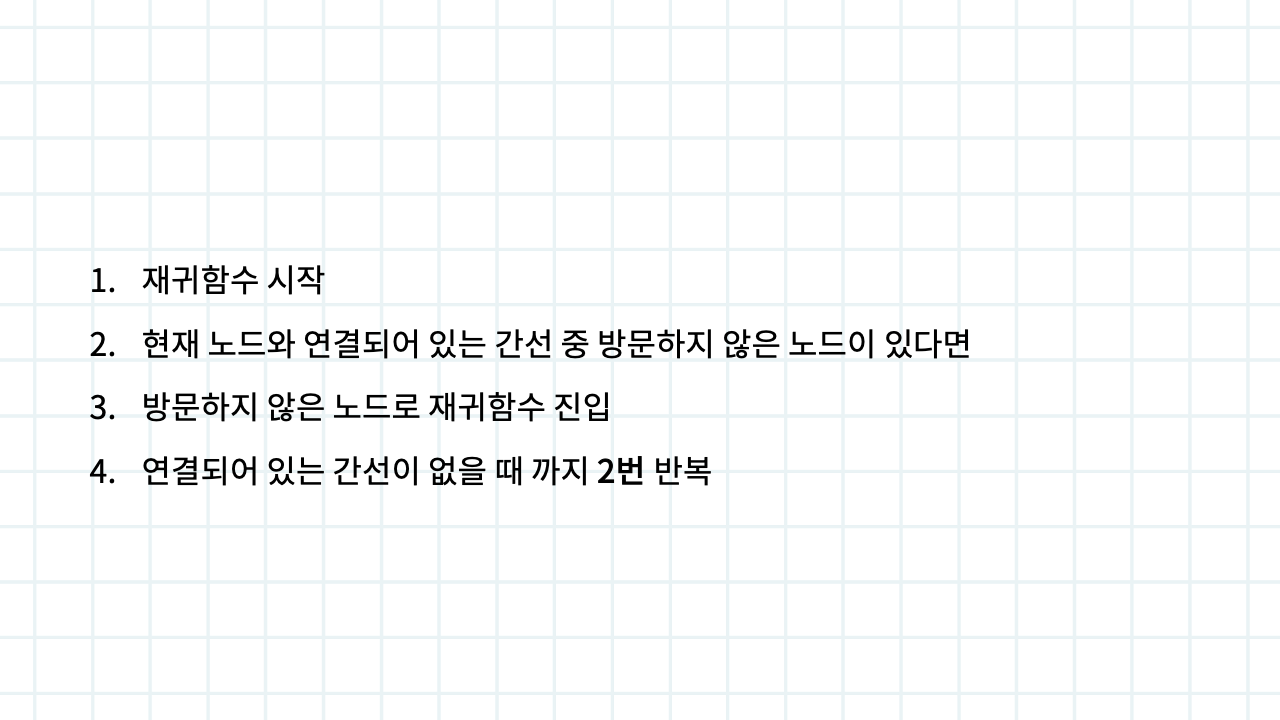 1. 재귀함수 시작
2. 현재 노드와 연결되어 있는 간선 중 방문하지 않은 노드이 있다면
3. 방문하지 않은 노드로 재귀함수 진입
4. 연결되어 있는 간선이 없을 때 까지 2번 반복